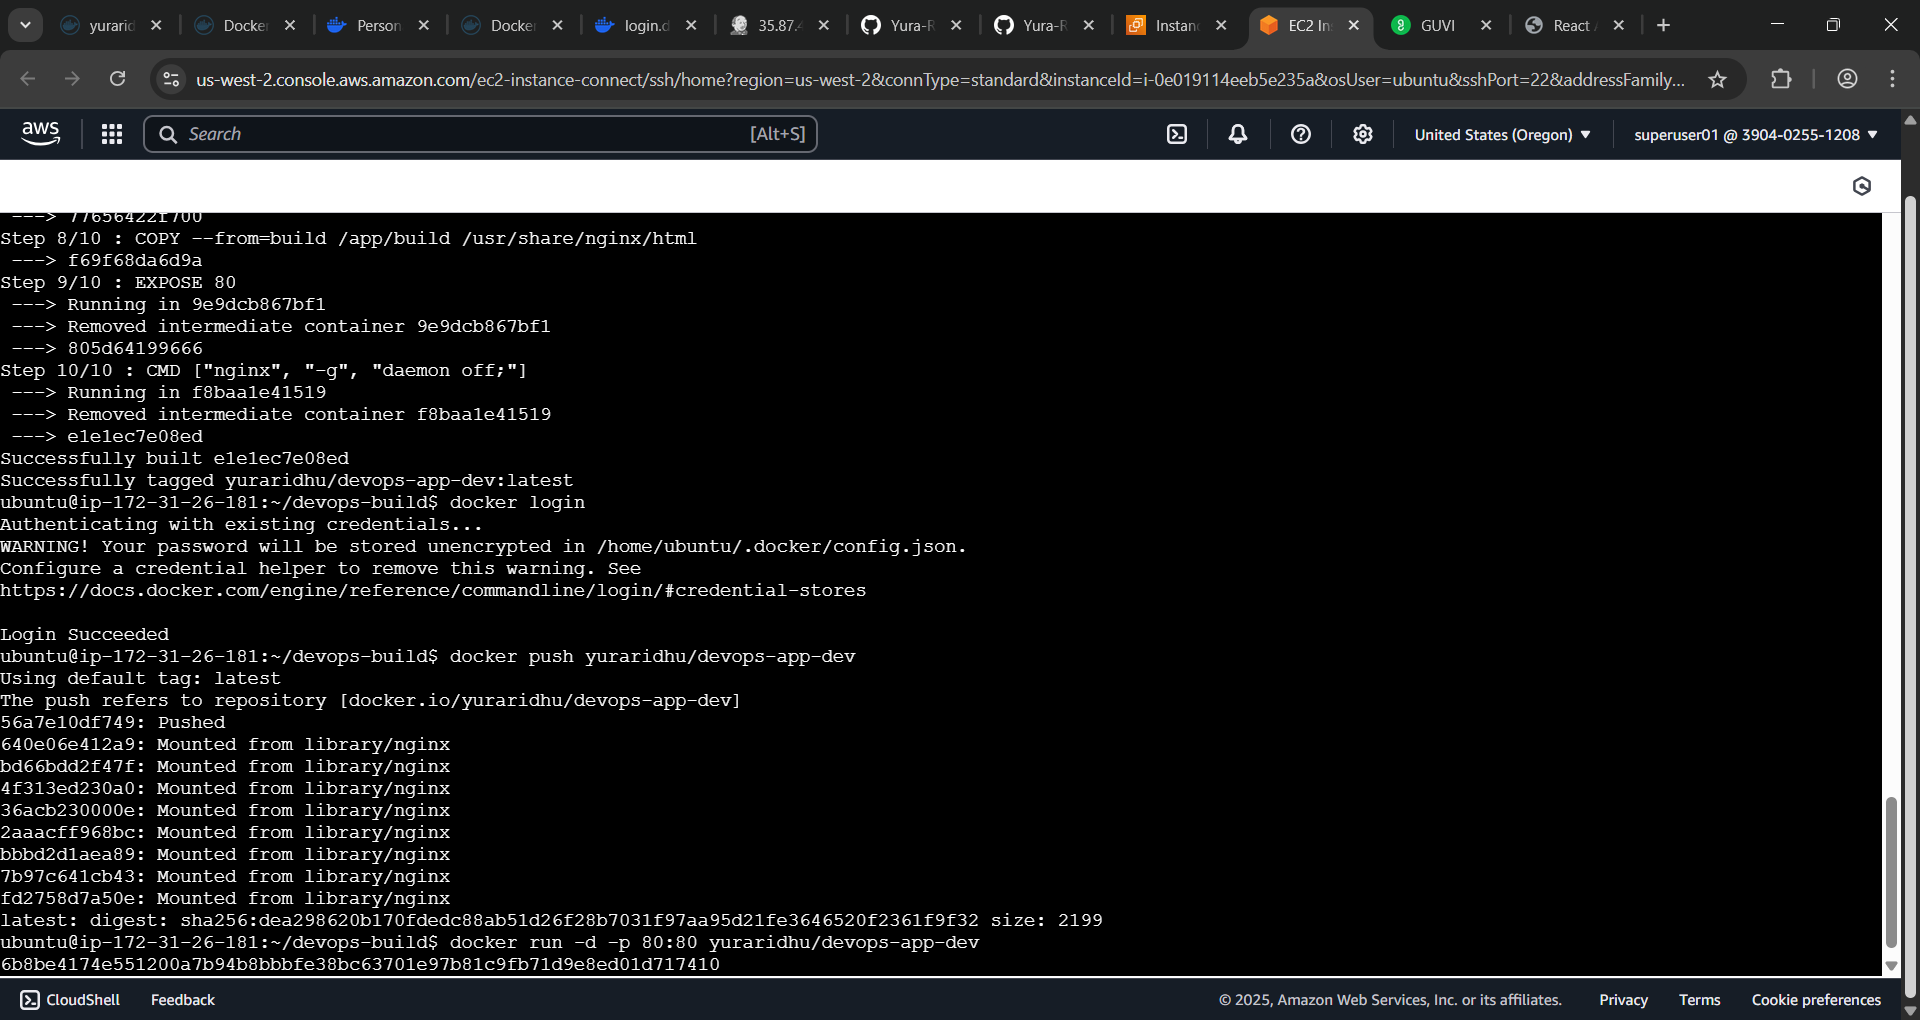 yurarid
Docke
Person
Docke
login.d
35.87.
Yura-R
Yura-R
Instan
EC2 In
GUVI
React
us-west-2.console.aws.amazon.com/ec2-instance-connect/ssh/home?region=us-west-2&connType=standard&instanceId=i-0e019114eeb5e235a&osUser=ubuntu&sshPort=22&addressFamily...
aws
Search
[Alt+S]
United States (Oregon)
superuser01 @ 3904-0255-1208
---> 77656422f700
Step 8/10 : COPY --from=build /app/build /usr/share/nginx/html
---> f69f68da6d9a
Step 9/10 : EXPOSE 80
---> Running in 9e9dcb867bf1
---> Removed intermediate container 9e9dcb867bf1
---> 805d64199666
Step 10/10 : CMD ["nginx", "-g", "daemon off;"]
---> Running in f8baa1e41519
---> Removed intermediate container f8baa1e41519
---> e1e1ec7e08ed
Successfully built e1e1ec7e08ed
Successfully tagged yuraridhu/devops-app-dev:latest
ubuntu@ip-172-31-26-181:~/devops-build$ docker login
Authenticating with existing credentials...
WARNING! Your password will be stored unencrypted in /home/ubuntu/.docker/config.json.
Configure a credential helper to remove this warning. See
https://docs.docker.com/engine/reference/commandline/login/#credential-stores
Login Succeeded
ubuntu@ip-172-31-26-181:~/devops-build$ docker push yuraridhu/devops-app-dev
Using default tag: latest
The push refers to repository [docker.io/yuraridhu/devops-app-dev]
56a7e10df749: Pushed
640e06e412a9: Mounted from library/nginx
bd66bdd2f47f: Mounted from library/nginx
4f313ed230a0: Mounted from library/nginx
36acb230000e: Mounted from library/nginx
2aaacff968bc: Mounted from library/nginx
bbbd2d1aea89: Mounted from library/nginx
7b97c641cb43: Mounted from library/nginx
fd2758d7a50e: Mounted from library/nginx
latest: digest: sha256:dea298620b170fdedc88ab51d26f28b7031f97aa95d21fe3646520f2361f9f32 size: 2199
ubuntu@ip-172-31-26-181:~/devops-build$ docker run -d -p 80:80 yuraridhu/devops-app-dev
6b8be4174e551200a7b94b8bbbfe38bc63701e97b81c9fb71d9e8ed01d717410
CloudShell
Feedback
© 2025, Amazon Web Services, Inc. or its affiliates.
Privacy
Terms
Cookie preferences